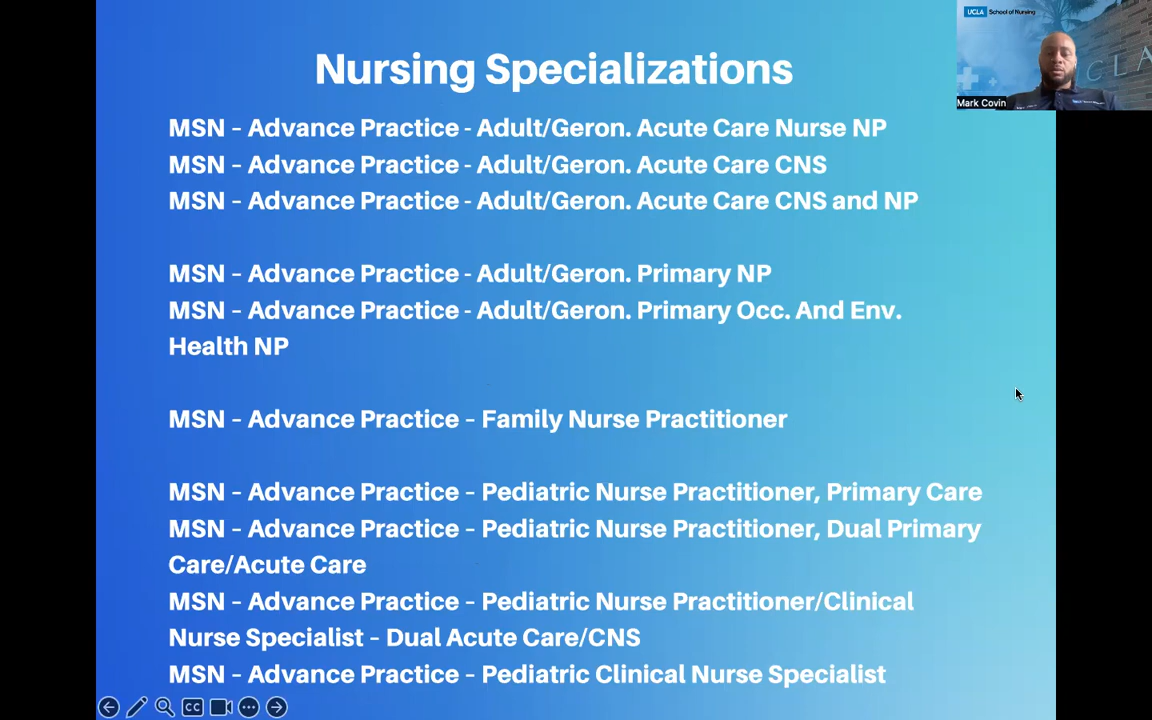 Nursing Specializations
MSN – Advance Practice - Adult/Geron. Acute Care Nurse NP
MSN – Advance Practice - Adult/Geron. Acute Care CNS
MSN – Advance Practice - Adult/Geron. Acute Care CNS and NP
MSN – Advance Practice - Adult/Geron. Primary NP
MSN – Advance Practice - Adult/Geron. Primary Occ. And Env.
Health NP
MSN – Advance Practice – Family Nurse Practitioner
MSN – Advance Practice – Pediatric Nurse Practitioner, Primary Care
MSN – Advance Practice – Pediatric Nurse Practitioner, Dual Primary
Care/Acute Care
MSN – Advance Practice – Pediatric Nurse Practitioner/Clinical
Nurse Specialist – Dual Acute Care/CNS
MSN – Advance Practice – Pediatric Clinical Nurse Specialist
UCLA School of Nursing
CLA
Mark Covin
CC